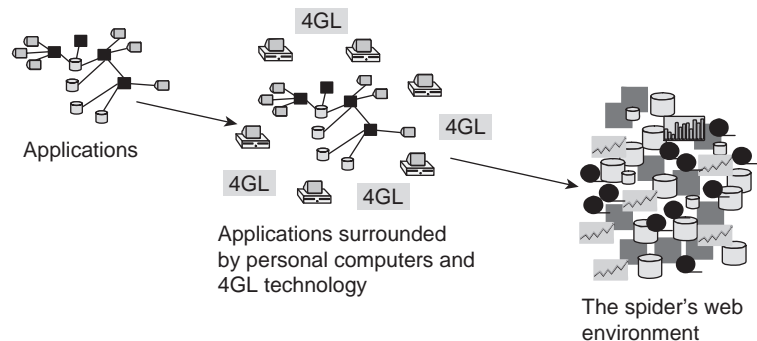 4GL
4GL
4GL
4GL
Applications
Applications surrounded
by personal computers and
4GL technology
The spider's web
environment